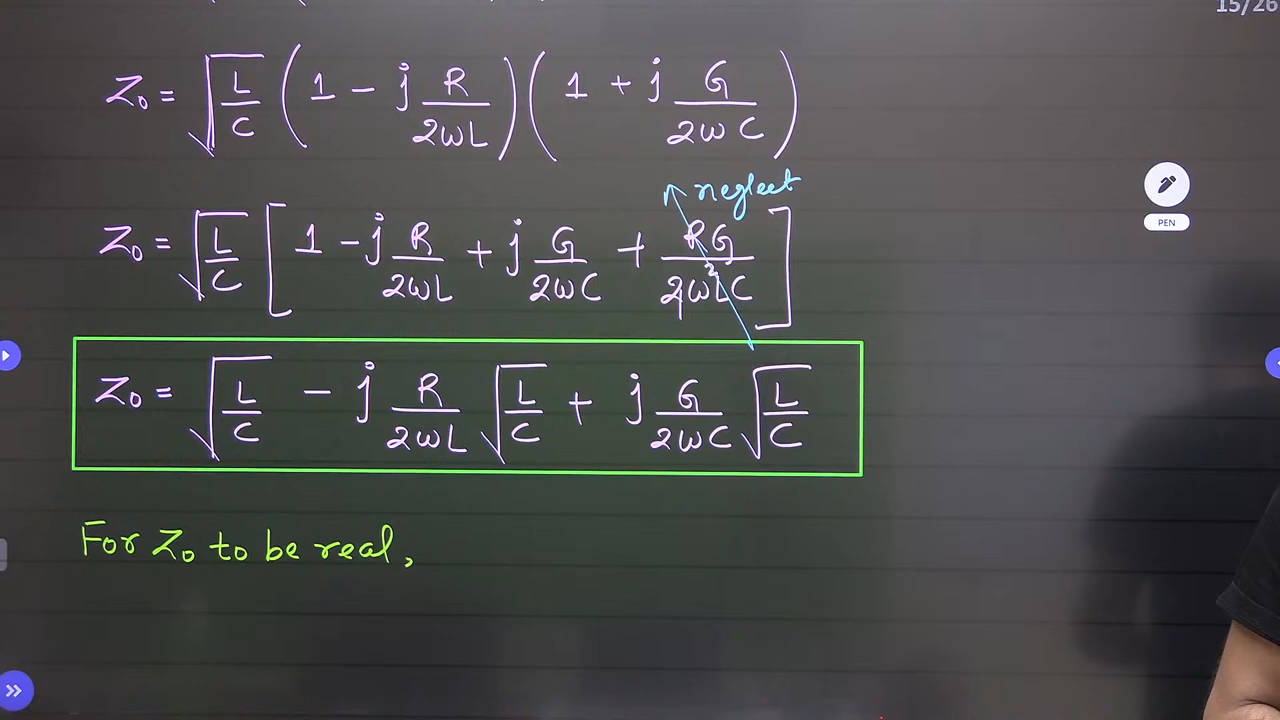 15/26
Z₀ = √(L/C) (1 - j R/2ωL) (1 + j G/2ωC)
neglect
Z₀ = √(L/C) [1 - j R/2ωL + j G/2ωC + RG/4ω²LC]
Z₀ = √(L/C) - j R/2ωL √(L/C) + j G/2ωC √(L/C)
For Z₀ to be real,
PEN